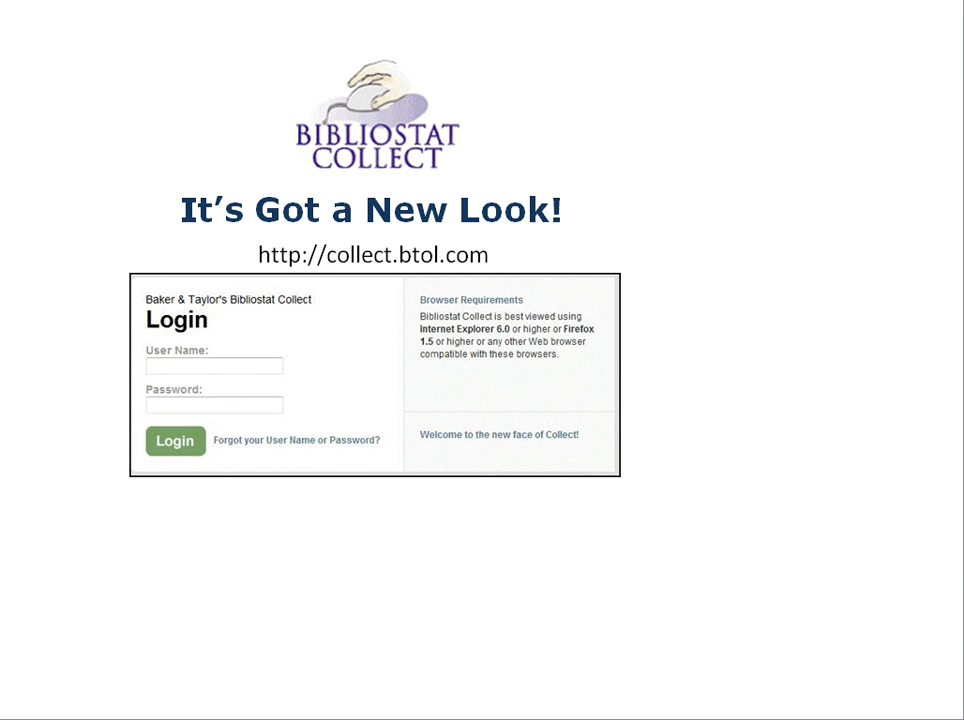 BIBLIOSTAT
COLLECT
It’s Got a New Look!
http://collect.btol.com
Baker & Taylor's Bibliostat Collect
Login
User Name:
Password:
Login
Forgot your User Name or Password?
Browser Requirements
Bibliostat Collect is best viewed using
Internet Explorer 6.0 or higher or Firefox
1.5 or higher or any other Web browser
compatible with these browsers.
Welcome to the new face of Collect!